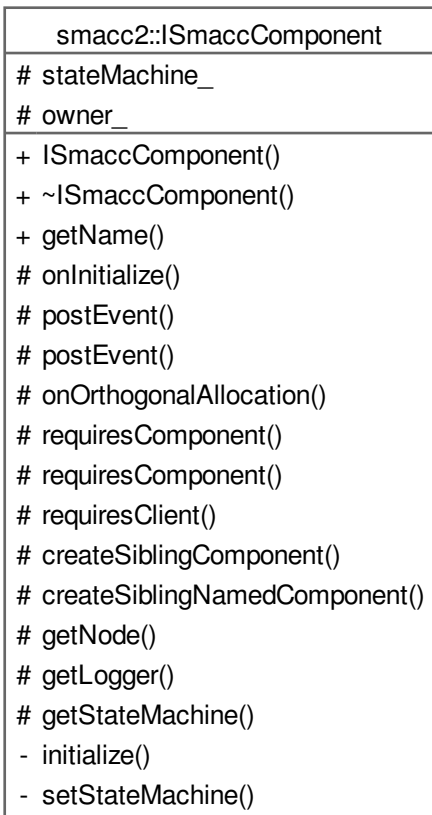 smacc2::ISmaccComponent
# stateMachine_
# owner_
+ ISmaccComponent()
+ ~ISmaccComponent()
+ getName()
# onInitialize()
# postEvent()
# postEvent()
# onOrthogonalAllocation()
# requiresComponent()
# requiresComponent()
# requiresClient()
# createSiblingComponent()
# createSiblingNamedComponent()
# getNode()
# getLogger()
# getStateMachine()
- initialize()
- setStateMachine()